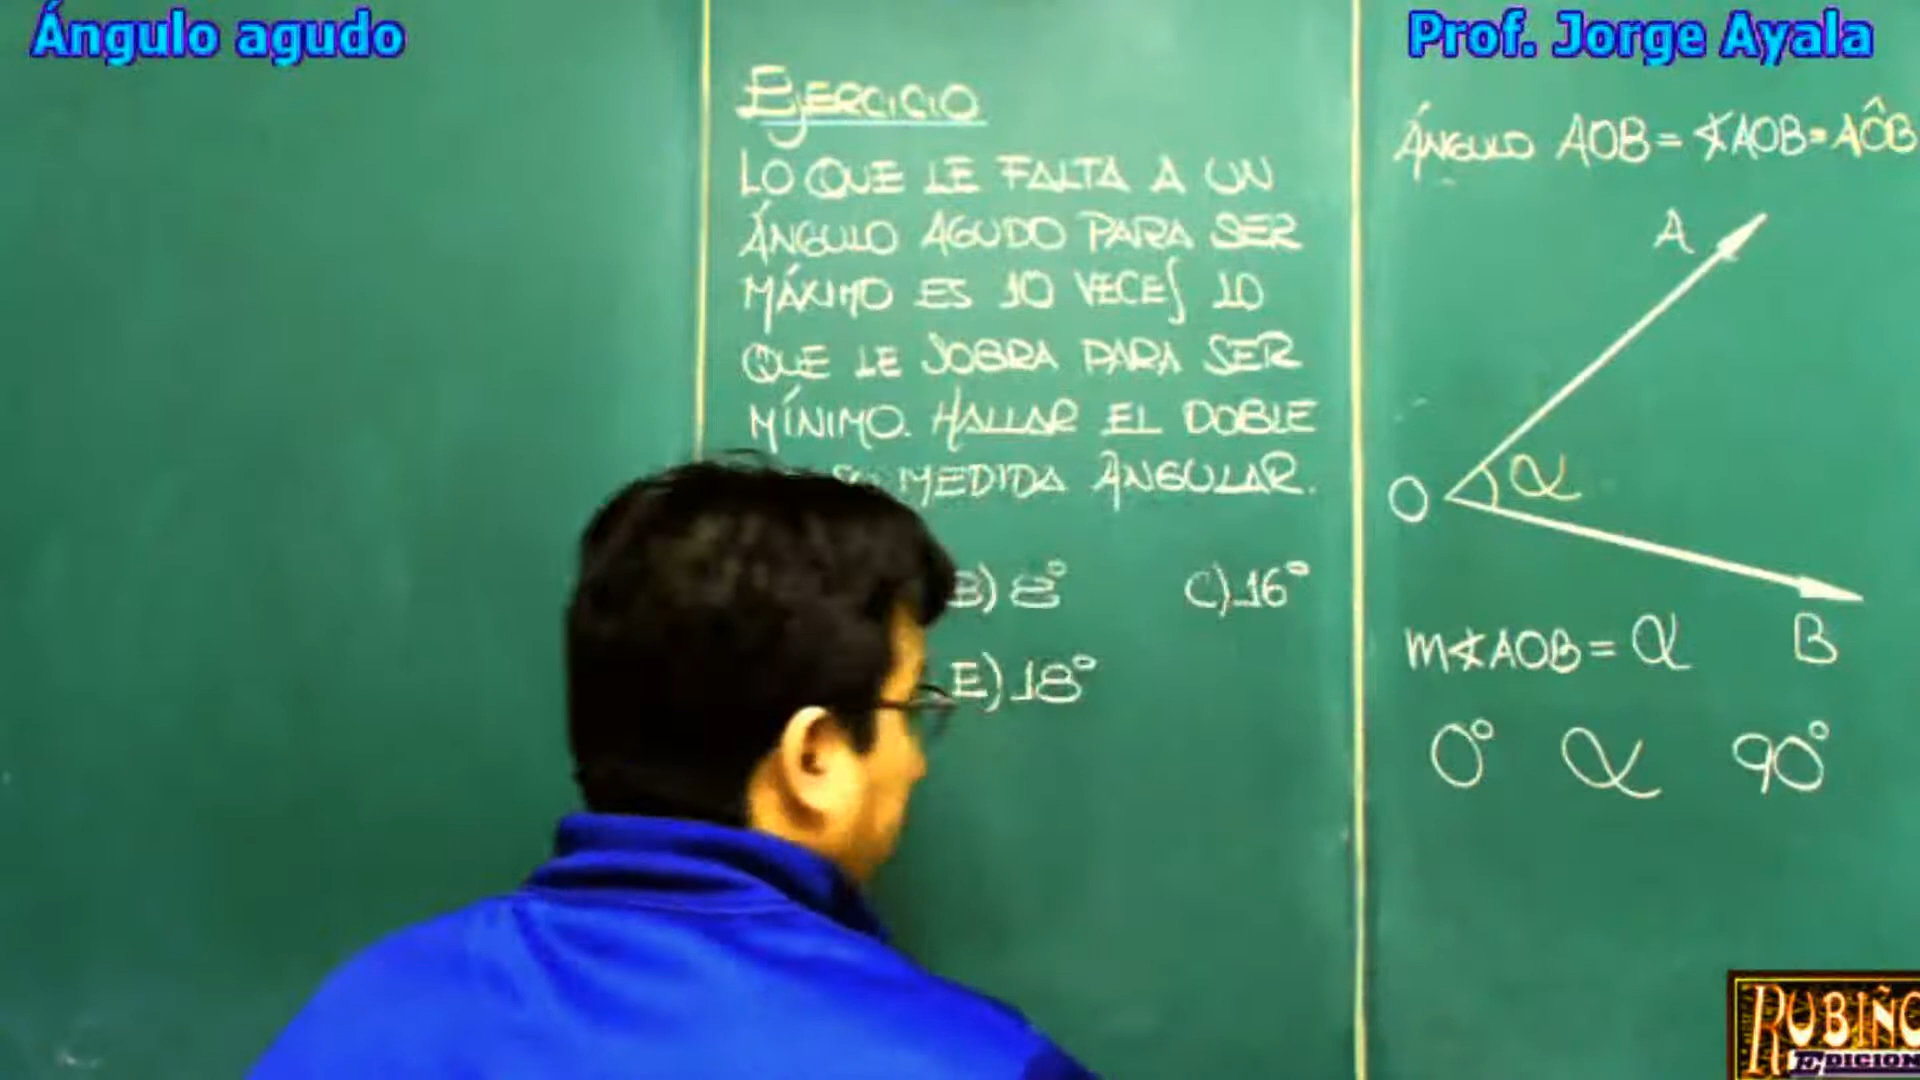 Ángulo agudo
Prof. Jorge Ayala
EJERCICIO
LO QUE LE FALTA A UN
ÁNGULO AGUDO PARA SER
MÁXIMO ES 10 VECES LO
QUE LE SOBRA PARA SER
MÍNIMO. HALLAR EL DOBLE
MEDIDA ANGULAR.
B) 8° C) 16°
E) 18°
ÁNGULO AOB = ∢AOB = AÔB
A
O α
B
m∢AOB = α
0° α 90°
RUBIÑO
EDICION